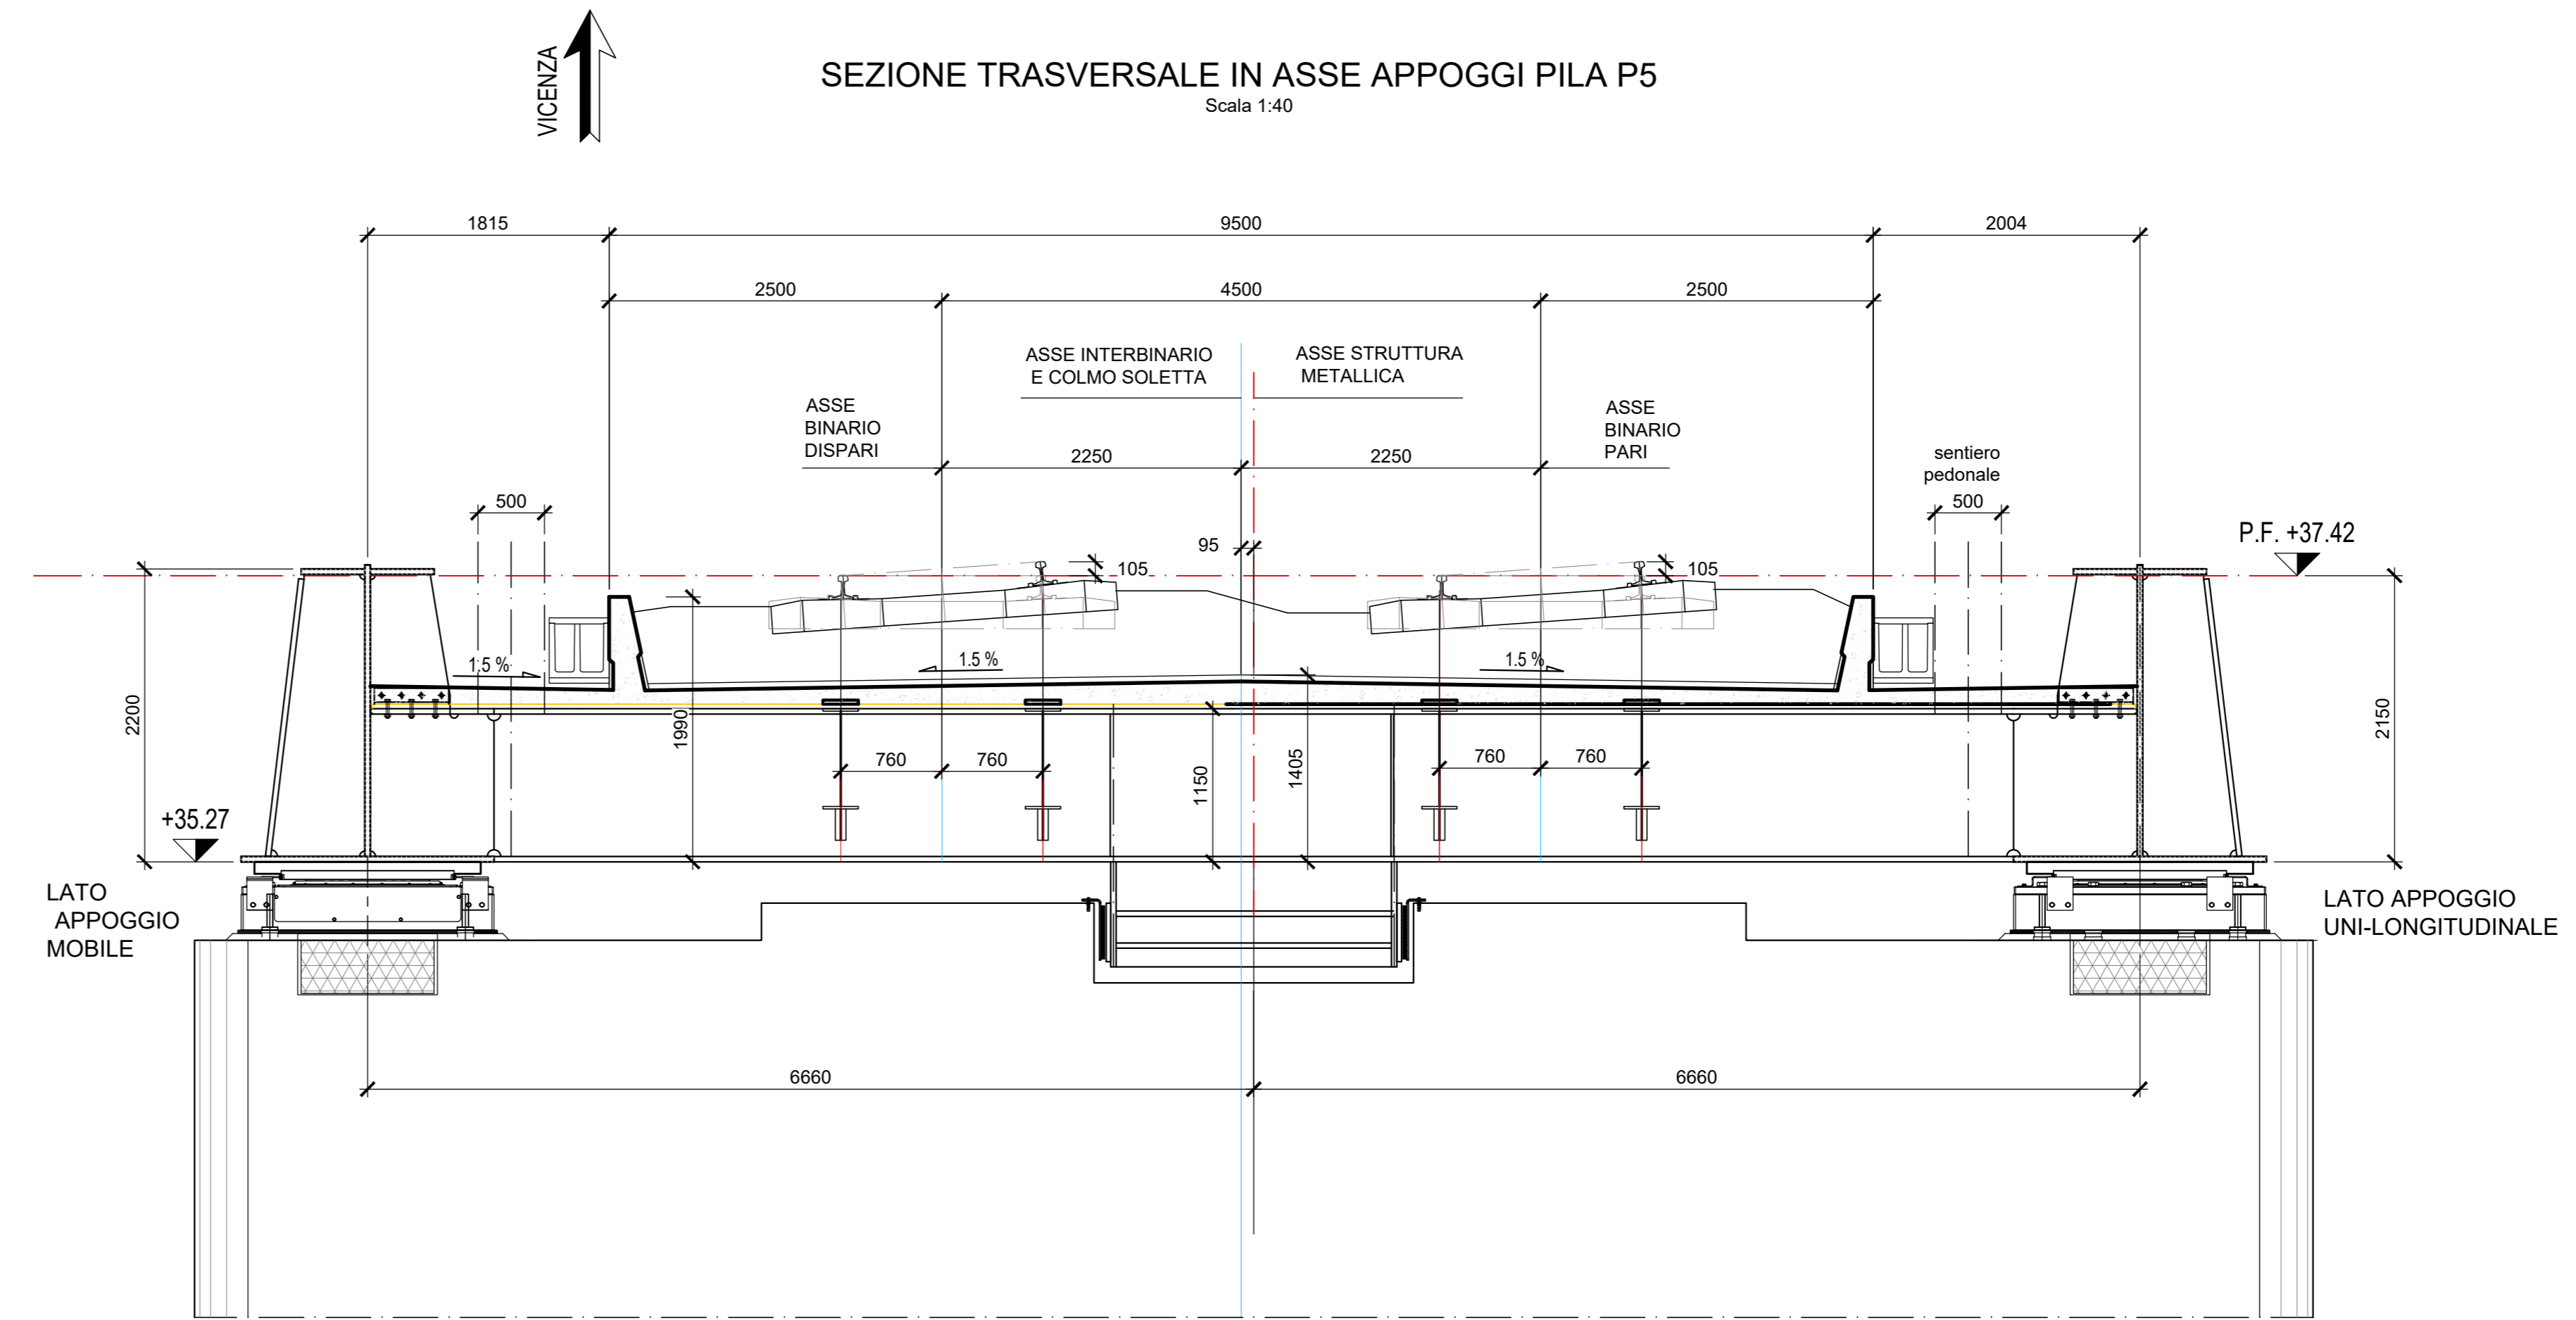 VICENZA
SEZIONE TRASVERSALE IN ASSE APPOGGI PILA P5
Scala 1:40
1815
9500
2004
2500
4500
2500
ASSE INTERBINARIO
E COLMO SOLETTA
ASSE STRUTTURA
METALLICA
ASSE
BINARIO
DISPARI
ASSE
BINARIO
PARI
2250
2250
sentiero
pedonale
500
500
P.F. +37.42
95
105
105
1.5 %
1.5 %
1.5 %
2200
1990
760
760
1150
1405
760
760
2150
+35.27
LATO
APPOGGIO
MOBILE
LATO APPOGGIO
UNI-LONGITUDINALE
6660
6660